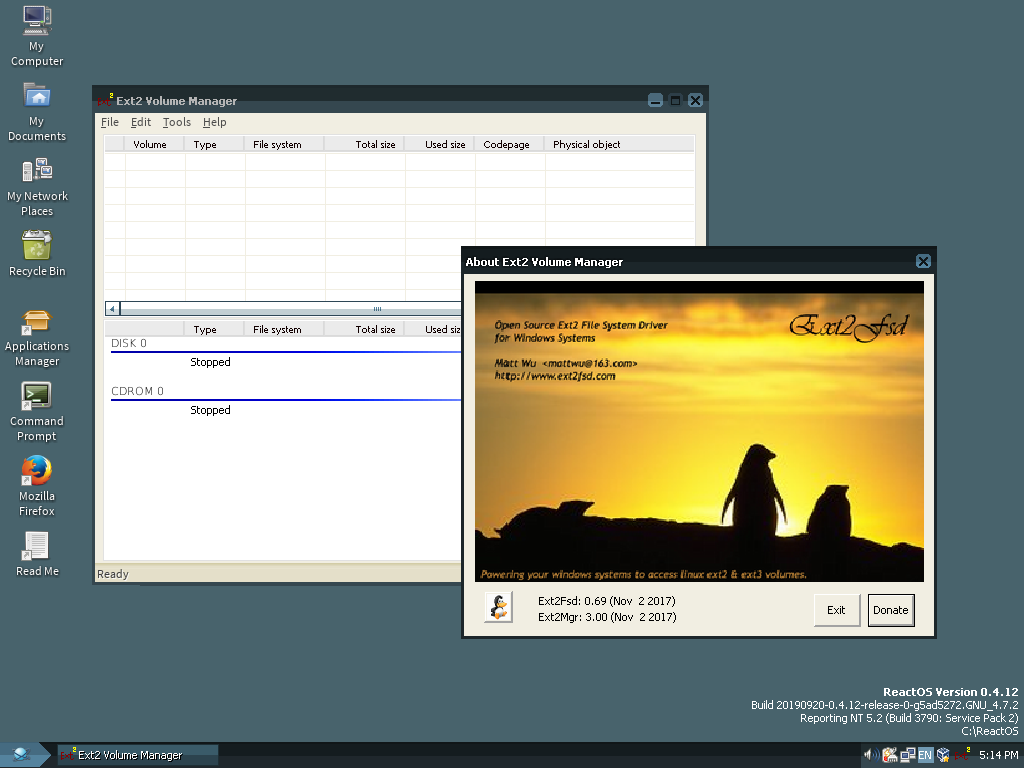 My
Computer
My
Documents
My Network
Places
Recycle Bin
Applications
Manager
Command
Prompt
Mozilla
Firefox
Read Me
Ext2 Volume Manager
File Edit Tools Help
Volume Type File system Total size Used size Codepage Physical object
Type File system Total size Used siz
DISK 0
Stopped
CDROM 0
Stopped
Ready
About Ext2 Volume Manager
Open Source Ext2 File System Driver
for Windows Systems
Ext2Fsd
Matt Wu <mattwu@163.com>
http://www.ext2fsd.com
Powering your windows systems to access linux ext2 & ext3 volumes.
Ext2Fsd: 0.69 (Nov 2 2017)
Ext2Mgr: 3.00 (Nov 2 2017)
Exit Donate
ReactOS Version 0.4.12
Build 20190920-0.4.12-release-0-g5ad5272.GNU_4.7.2
Reporting NT 5.2 (Build 3790: Service Pack 2)
C:\ReactOS
Ext2 Volume Manager
EN
5:14 PM